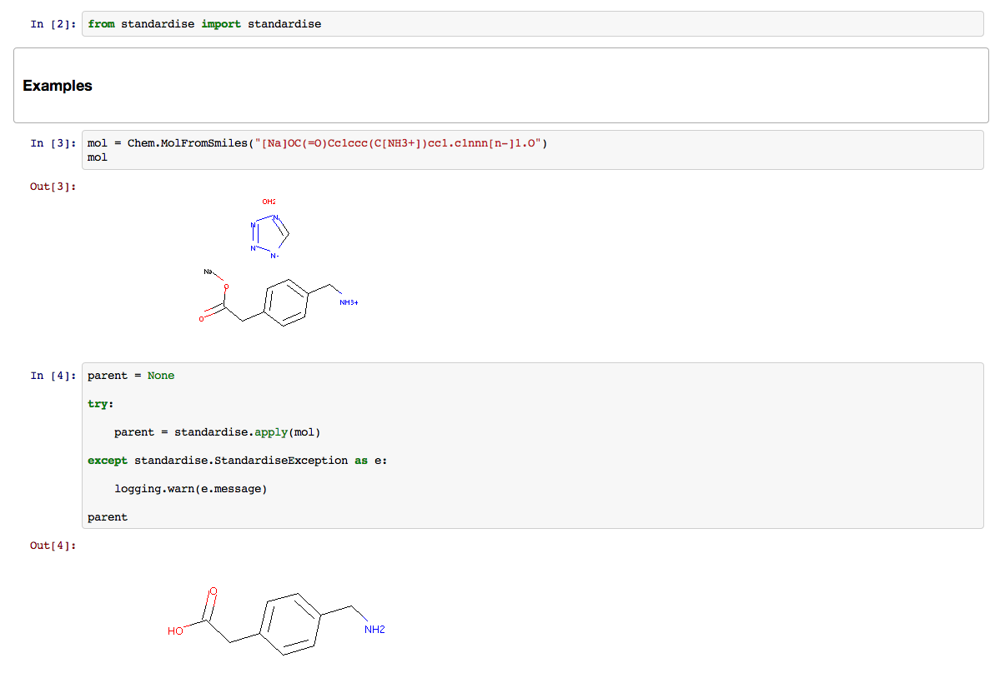 In [2]: from standardise import standardise
Examples
In [3]: mol = Chem.MolFromSmiles("[Na]OC(=O)Cc1ccc(C[NH3+])cc1.c1nnn[n-]1.O")
mol
Out[3]:
OH2
N
N
N
N-
Na
O
O
NH3+
In [4]: parent = None
try:
parent = standardise.apply(mol)
except standardise.StandardiseException as e:
logging.warn(e.message)
parent
Out[4]:
O
HO
NH2